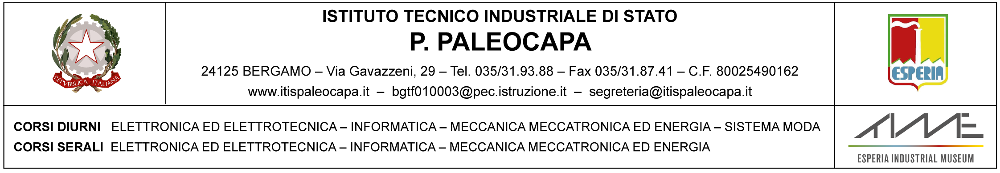 ISTITUTO TECNICO INDUSTRIALE DI STATO
P. PALEOCAPA
24125 BERGAMO – Via Gavazzeni, 29 – Tel. 035/31.93.88 – Fax 035/31.87.41 – C.F. 80025490162
www.itispaleocapa.it – bgtf010003@pec.istruzione.it – segreteria@itispaleocapa.it
REPVBBLICA ITALIANA
ESPERIA
CORSI DIURNI ELETTRONICA ED ELETTROTECNICA – INFORMATICA – MECCANICA MECCATRONICA ED ENERGIA – SISTEMA MODA
CORSI SERALI ELETTRONICA ED ELETTROTECNICA – INFORMATICA – MECCANICA MECCATRONICA ED ENERGIA
TIME
ESPERIA INDUSTRIAL MUSEUM